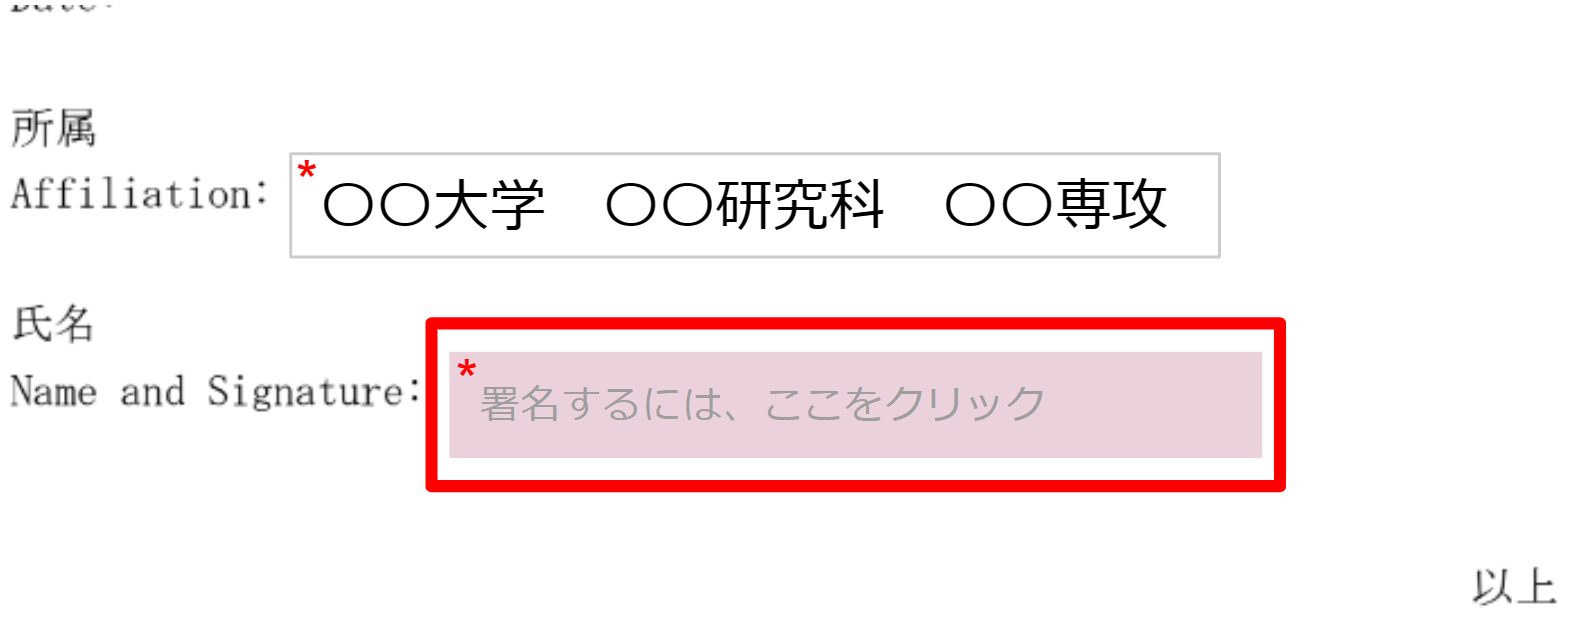 所属
Affiliation: *〇〇大学　〇〇研究科　〇〇専攻
氏名
Name and Signature: *署名するには、ここをクリック
以上